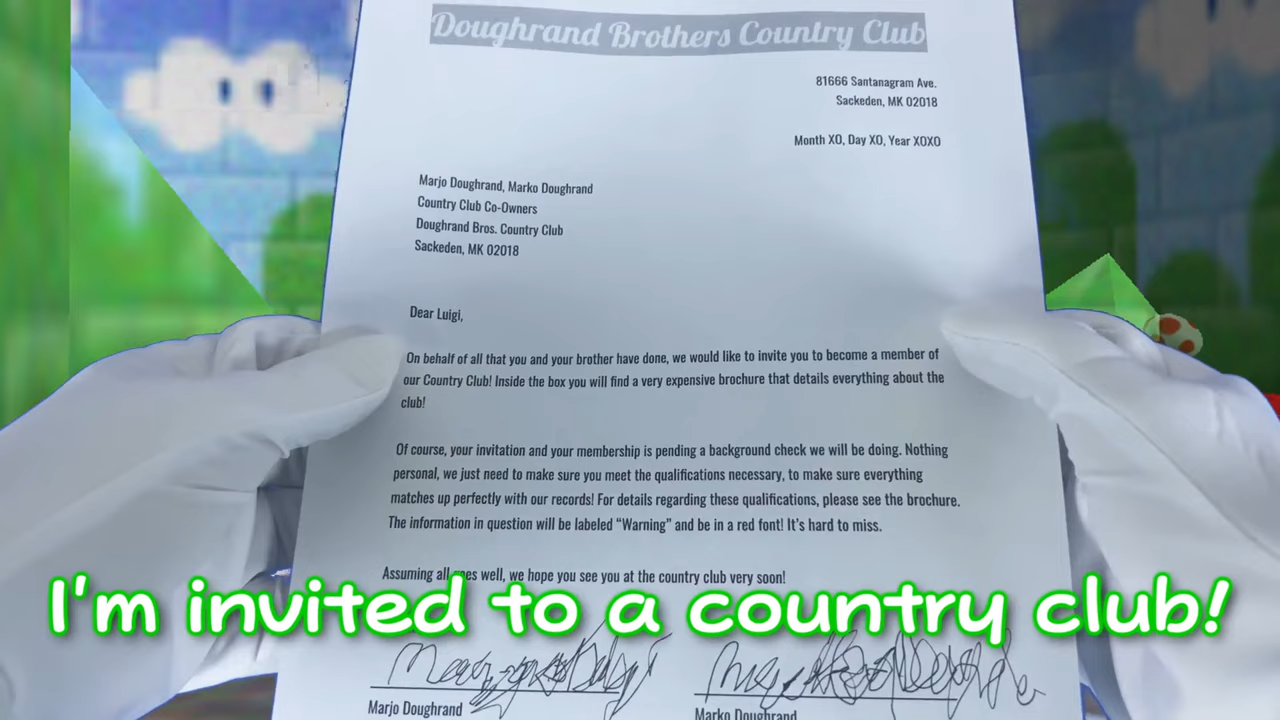 Doughrand Brothers Country Club
81666 Santanagram Ave.
Sackeden, MK 02018
Month XO, Day XO, Year XOXO
Marjo Doughrand, Marko Doughrand
Country Club Co-Owners
Doughrand Bros. Country Club
Sackeden, MK 02018
Dear Luigi,
On behalf of all that you and your brother have done, we would like to invite you to become a member of
our Country Club! Inside the box you will find a very expensive brochure that details everything about the
club!
Of course, your invitation and your membership is pending a background check we will be doing. Nothing
personal, we just need to make sure you meet the qualifications necessary, to make sure everything
matches up perfectly with our records! For details regarding these qualifications, please see the brochure.
The information in question will be labeled “Warning” and be in a red font! It's hard to miss.
Assuming all goes well, we hope you see you at the country club very soon!
I'm invited to a country club!
Marjo Doughrand
Marko Doughrand